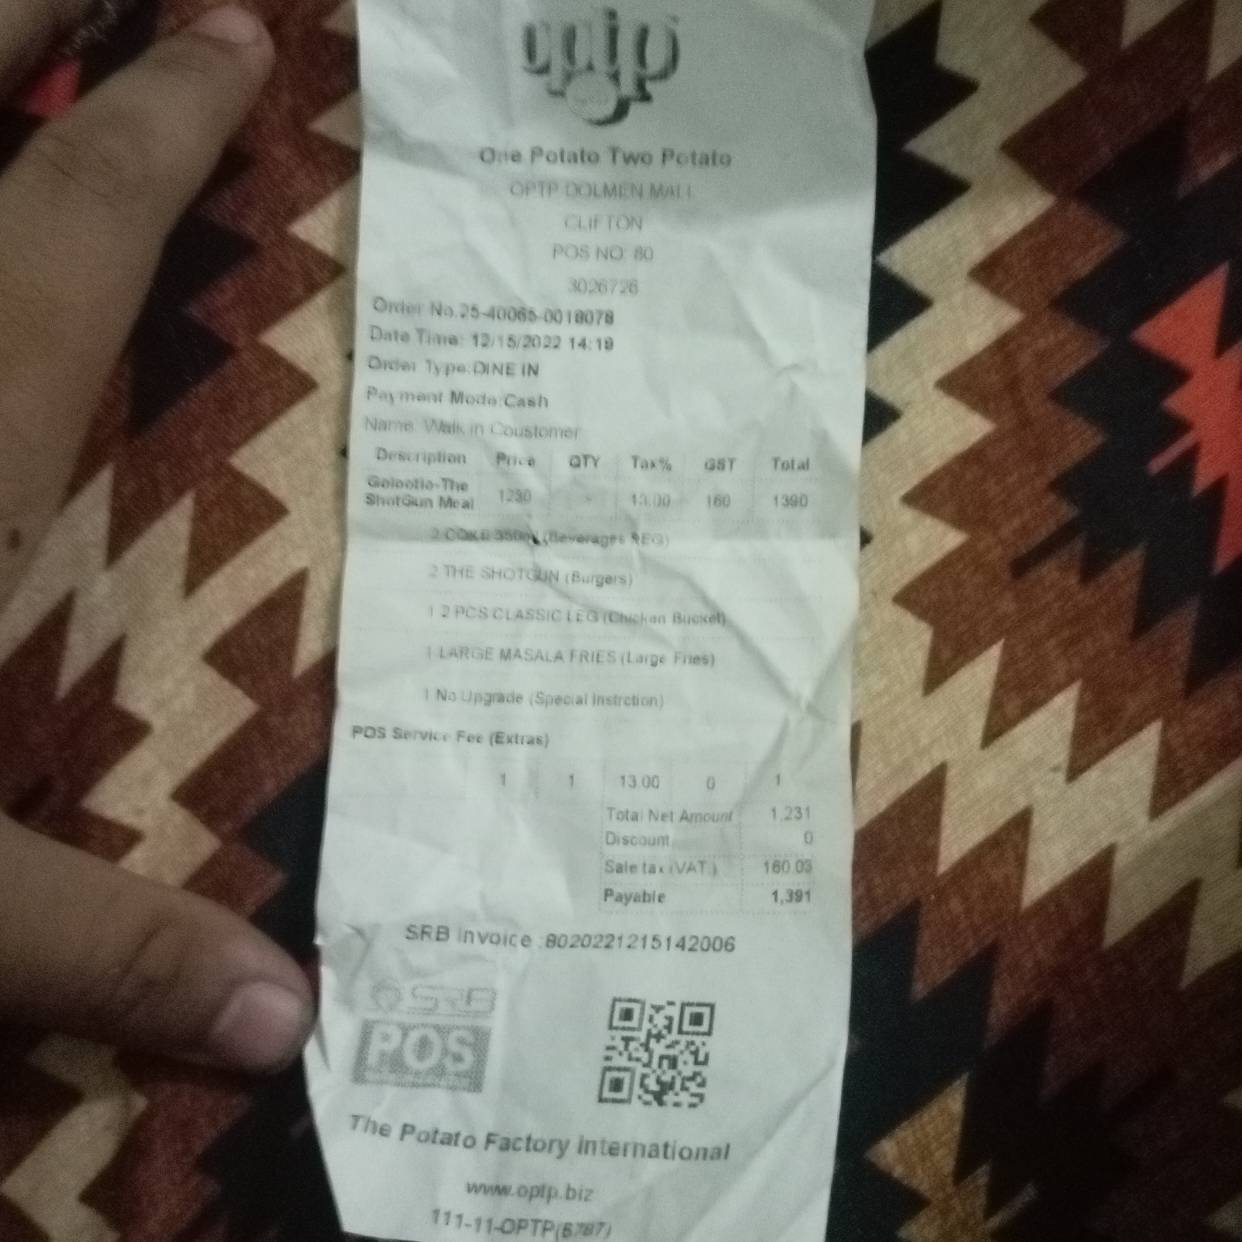 optp
One Potato Two Potato
OPTP DOLMEN MALL
CLIFTON
POS NO: 80
3026726
Order No.25-40065-0018078
Date Time: 12/15/2022 14:19
Order Type:DINE IN
Payment Mode:Cash
Name: Walk in Coustomer
Description Price QTY Tax% GST Total
Galactic-The
ShotGun Meal 1230 13.00 160 1390
2 COKE (Beverages REG)
2 THE SHOTGUN (Burgers)
1 2 PCS CLASSIC LEG (Chicken Bucket)
1 LARGE MASALA FRIES (Large Fries)
1 No Upgrade (Special Instrction)
POS Service Fee (Extras)
1 1 13.00 0 1
Total Net Amount 1,231
Discount 0
Sale tax (VAT.) 160.03
Payable 1,391
SRB invoice :8020221215142006
SRB
POS
The Potato Factory International
www.optp.biz
111-11-OPTP(6787)